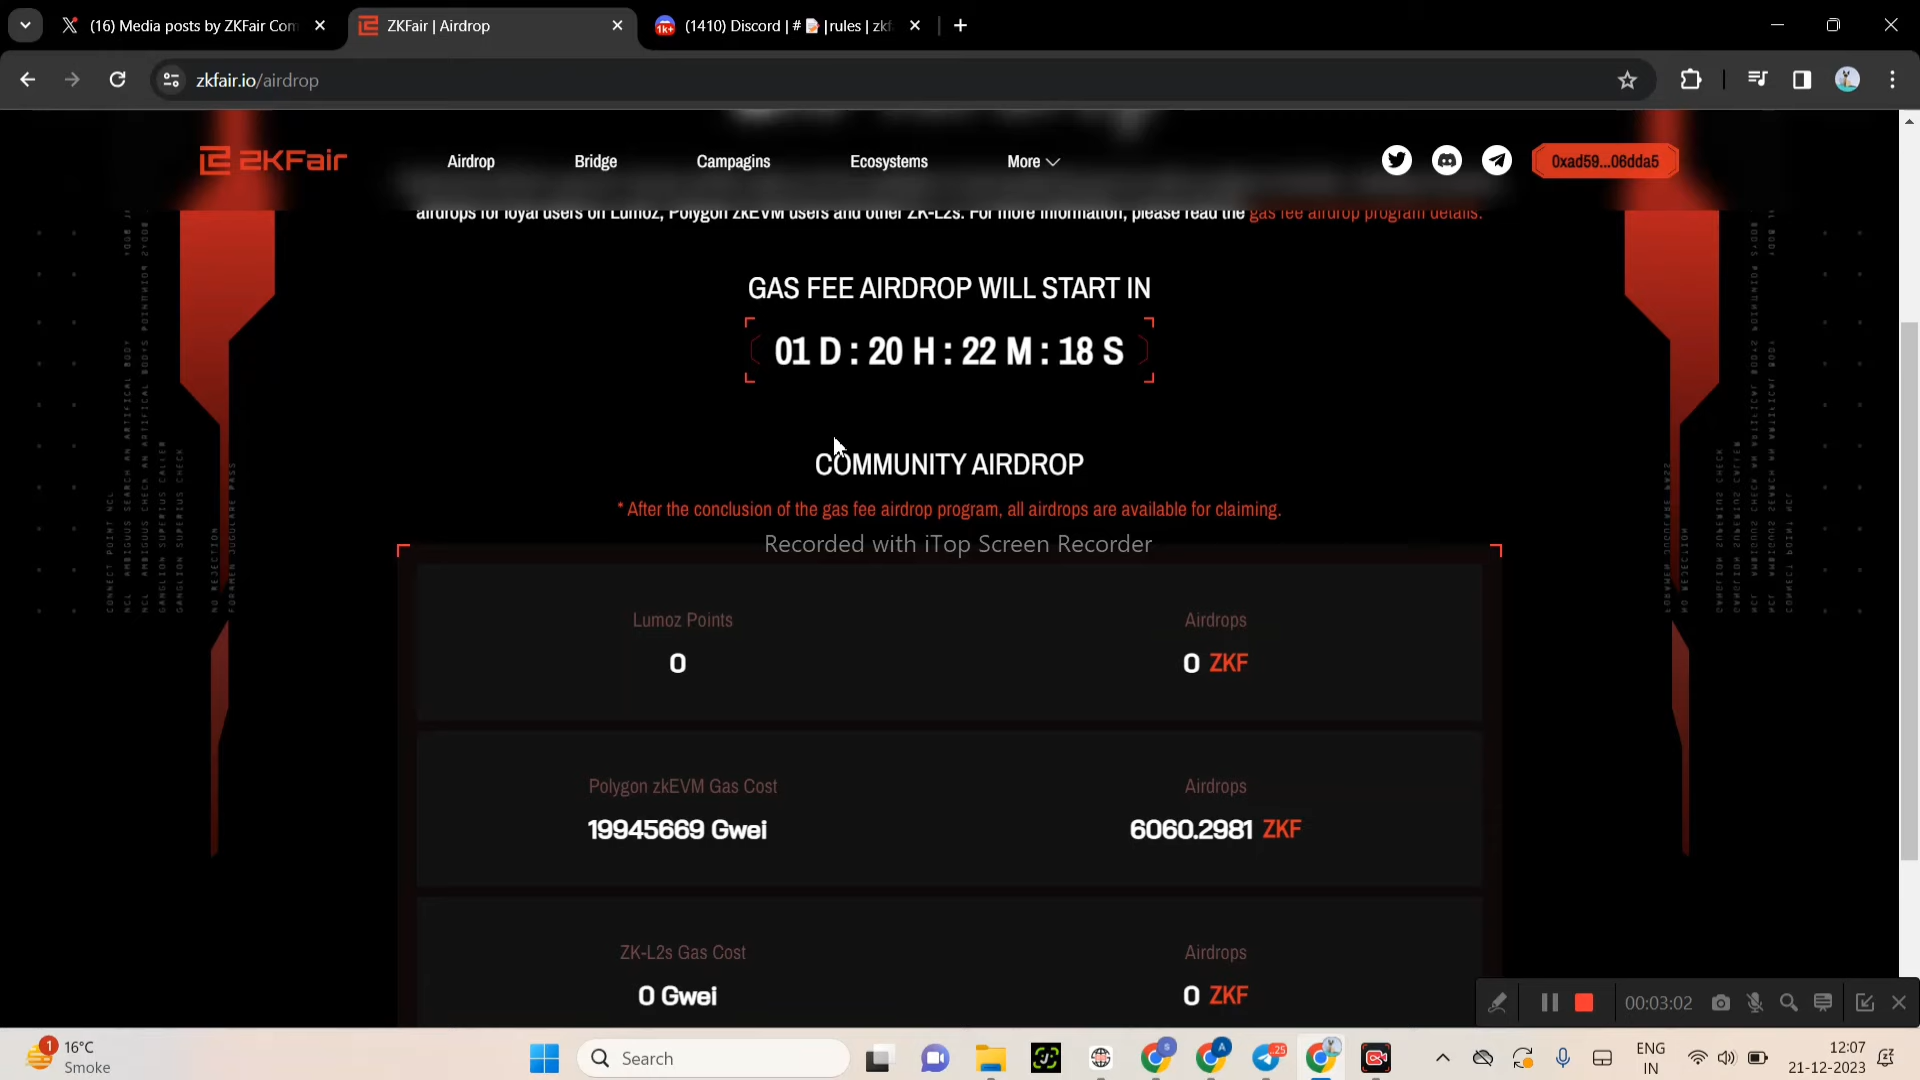 (16) Media posts by ZKFair Com
ZKFair | Airdrop
(1410) Discord | # |rules | zkf
zkfair.io/airdrop
ZKFair
Airdrop
Bridge
Campagins
Ecosystems
More
0xad59...06dda5
airdrops for loyal users on Lumoz, Polygon zkEVM users and other ZK-L2s. For more information, please read the gas fee airdrop program details.
GAS FEE AIRDROP WILL START IN
01 D : 20 H : 22 M : 18 S
COMMUNITY AIRDROP
* After the conclusion of the gas fee airdrop program, all airdrops are available for claiming.
Recorded with iTop Screen Recorder
Lumoz Points
Airdrops
0
0 ZKF
Polygon zkEVM Gas Cost
Airdrops
19945669 Gwei
6060.2981 ZKF
ZK-L2s Gas Cost
Airdrops
0 Gwei
0 ZKF
00:03:02
1
16°C
Smoke
Search
ENG
IN
12:07
21-12-2023